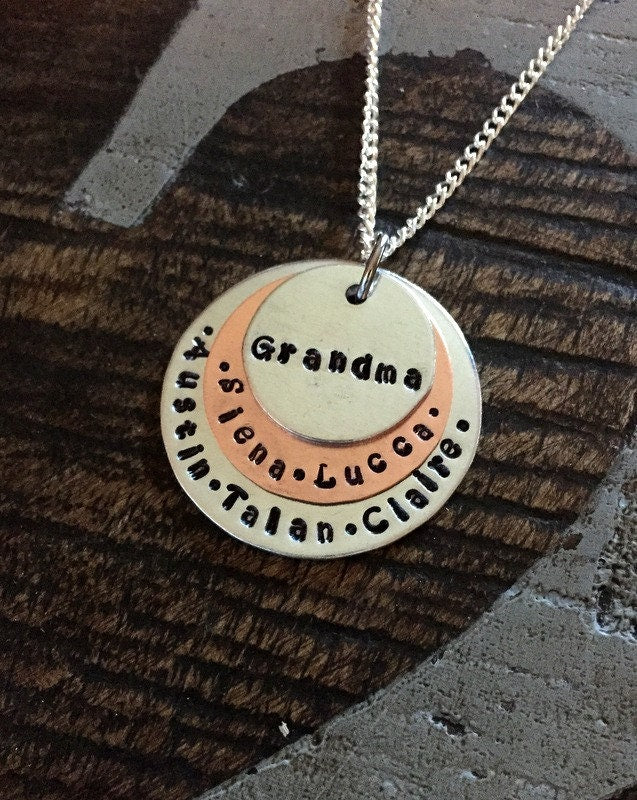 Grandma
•Siena•Lucca•
•Austin•Talan•Claire•